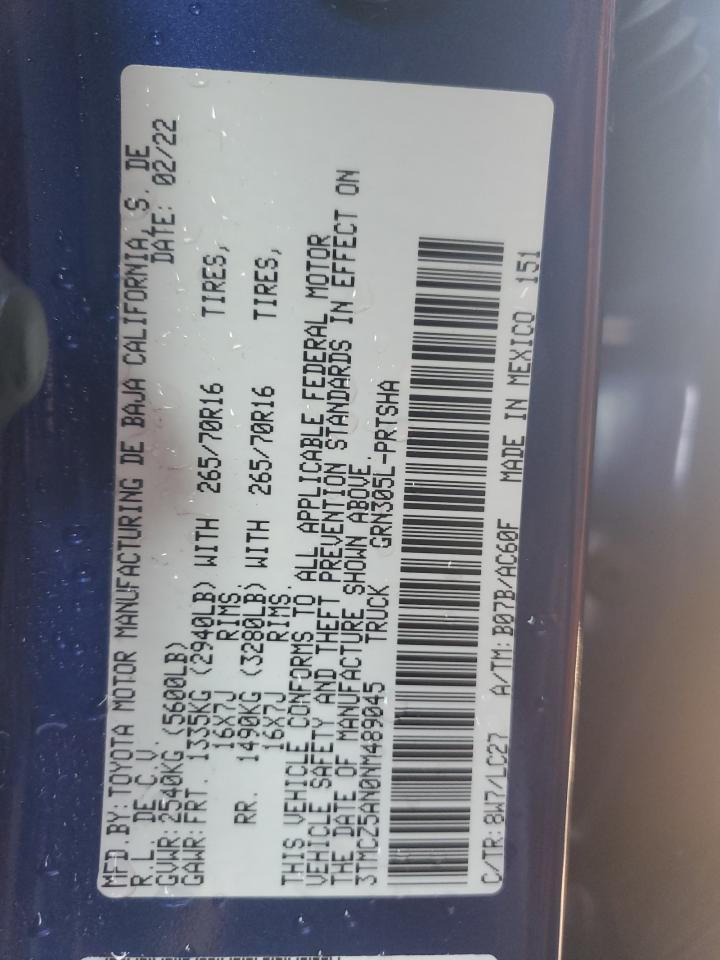 MFD.BY:TOYOTA MOTOR MANUFACTURING DE BAJA CALIFORNIA, S. DE
R.L. DE C.V. DATE: 02/22
GVWR:2540KG (5600LB)
GAWR:FRT. 1335KG (2940LB) WITH 265/70R16 TIRES,
16X7J RIMS.
RR. 1490KG (3280LB) WITH 265/70R16 TIRES,
16X7J RIMS.
THIS VEHICLE CONFORMS TO ALL APPLICABLE FEDERAL MOTOR
VEHICLE SAFETY AND THEFT PREVENTION STANDARDS IN EFFECT ON
THE DATE OF MANUFACTURE SHOWN ABOVE.
3TMCZ5AN0NM489045 TRUCK GRN305L-PRTSHA
C/TR:8W7/LC27 A/TM:B07B/AC60F MADE IN MEXICO 151